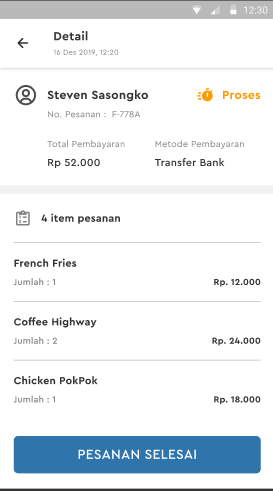 12:30
Detail
16 Des 2019, 12:20
Steven Sasongko Proses
No. Pesanan : F-778A
Total Pembayaran Metode Pembayaran
Rp 52.000 Transfer Bank
4 item pesanan
French Fries
Jumlah : 1 Rp. 12.000
Coffee Highway
Jumlah : 2 Rp. 24.000
Chicken PokPok
Jumlah : 1 Rp. 18.000
PESANAN SELESAI